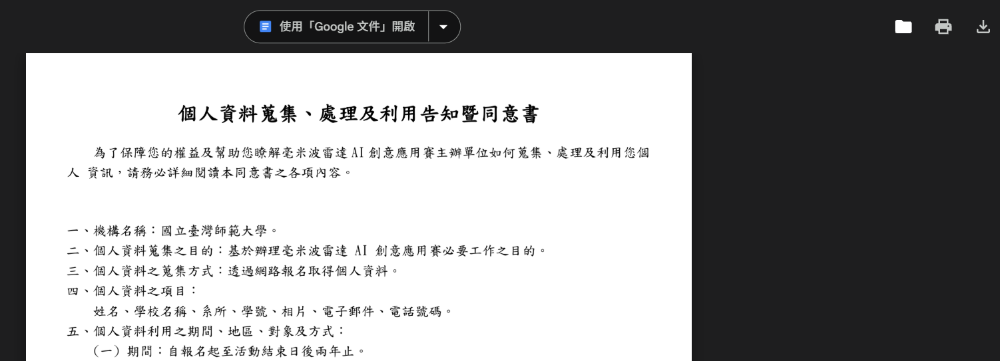 使用「Google 文件」開啟
個人資料蒐集、處理及利用告知暨同意書
為了保障您的權益及幫助您瞭解毫米波雷達 AI 創意應用賽主辦單位如何蒐集、處理及利用您個
人 資訊，請務必詳細閱讀本同意書之各項內容。
一、機構名稱：國立臺灣師範大學。
二、個人資料蒐集之目的：基於辦理毫米波雷達 AI 創意應用賽必要工作之目的。
三、個人資料之蒐集方式：透過網路報名取得個人資料。
四、個人資料之項目：
姓名、學校名稱、系所、學號、相片、電子郵件、電話號碼。
五、個人資料利用之期間、地區、對象及方式：
(一) 期間：自報名起至活動結束日後兩年止。